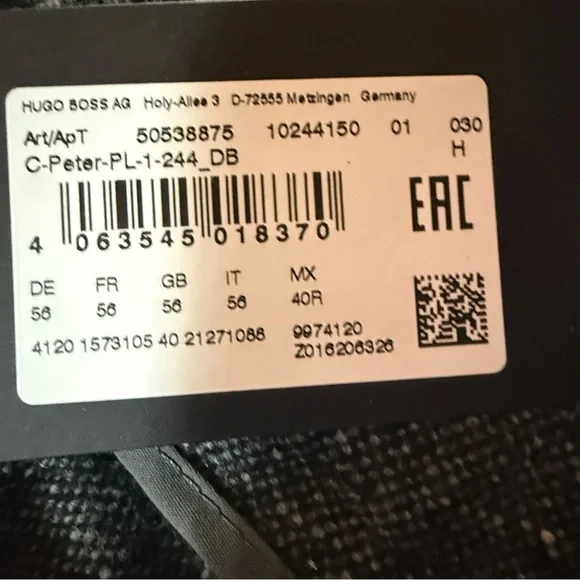 HUGO BOSS AG Holy-Allee 3 D-72555 Metzingen Germany
Art/АрТ 50538875 10244150 01 030
C-Peter-PL-1-244_DB H
EAC
4 063545 018370
DE FR GB IT MX
56 56 56 56 40R
4120 1573105 40 21271088 9974120
Z016206326